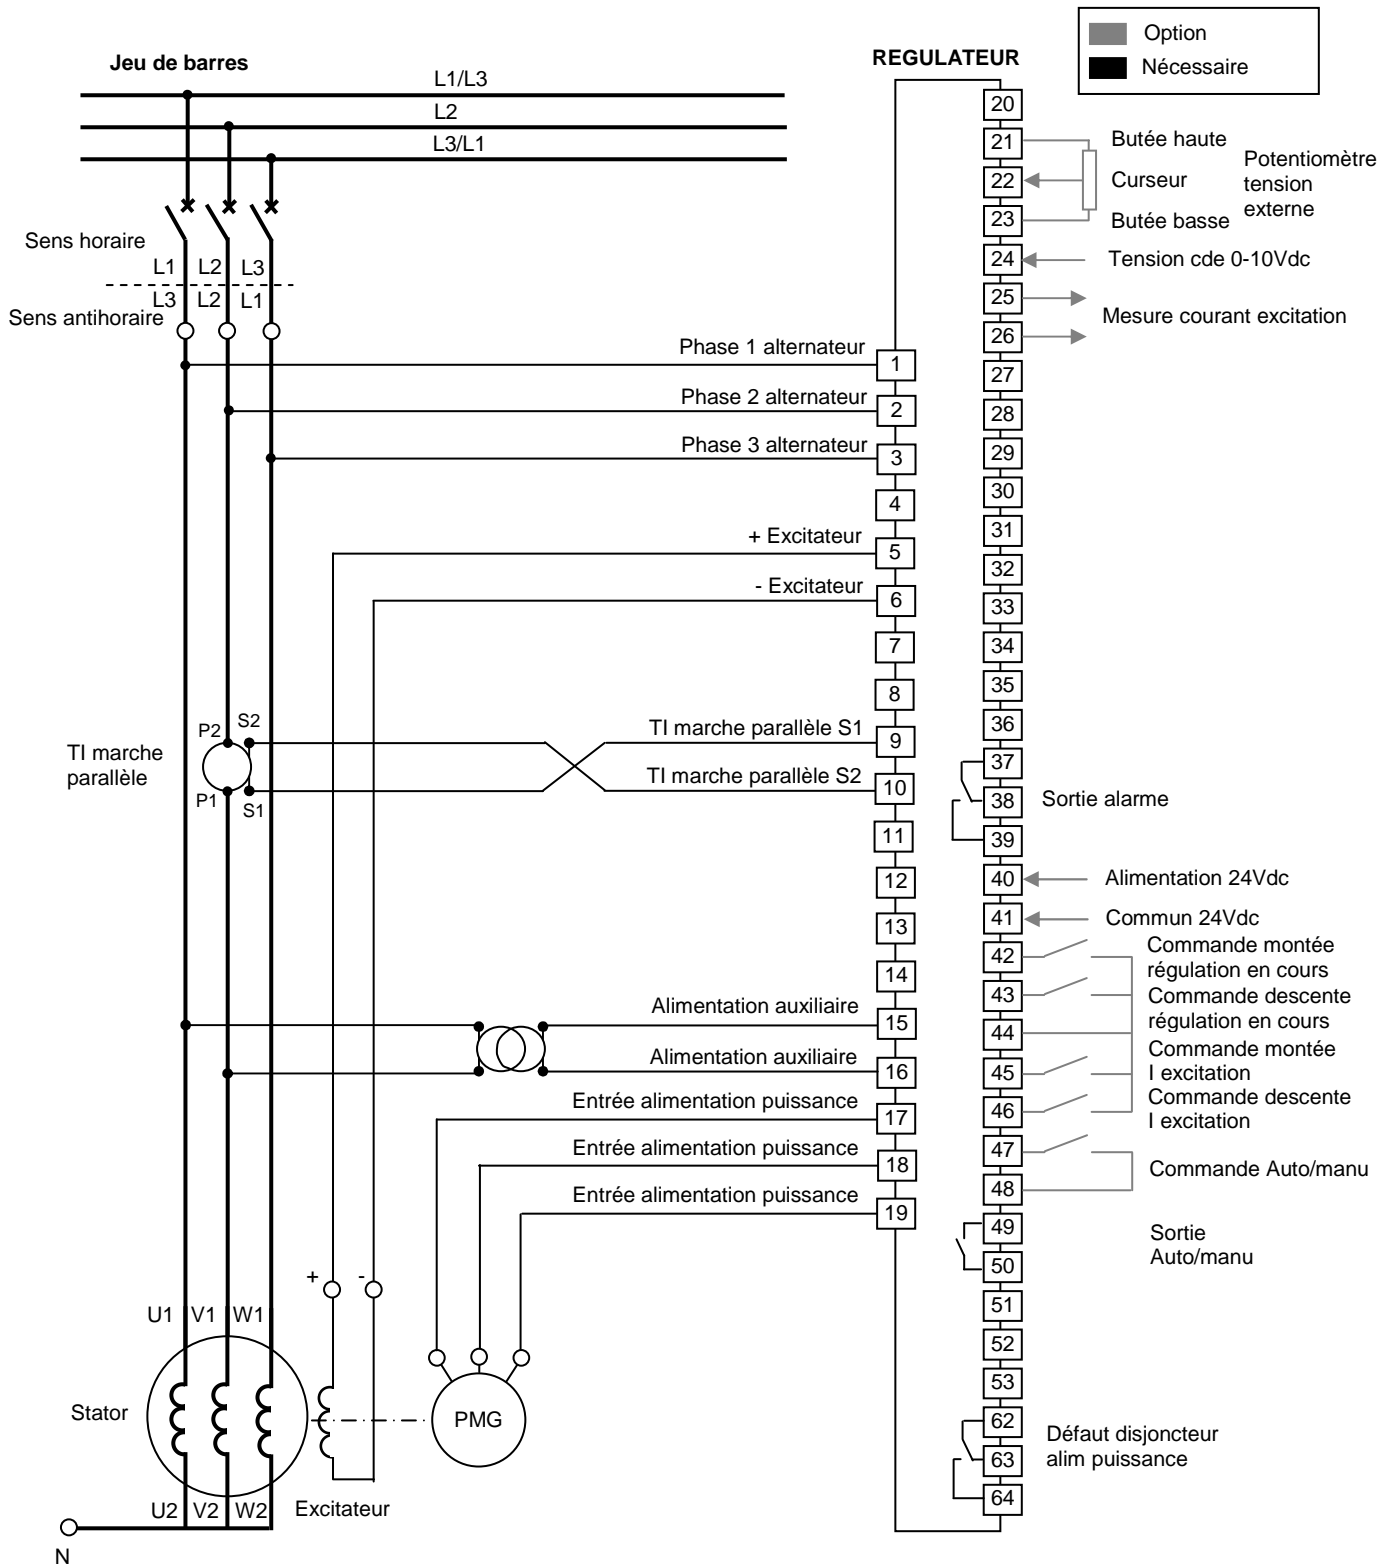 Option
Nécessaire
Jeu de barres
REGULATEUR
L1/L3
L2
L3/L1
Sens horaire
L1
L2
L3
L3
L2
L1
Sens antihoraire
Phase 1 alternateur
1
Phase 2 alternateur
2
Phase 3 alternateur
3
4
+ Excitateur
5
- Excitateur
6
7
8
P2
S2
TI marche
parallèle
P1
S1
TI marche parallèle S1
9
TI marche parallèle S2
10
11
12
13
14
Alimentation auxiliaire
15
Alimentation auxiliaire
16
Entrée alimentation puissance
17
Entrée alimentation puissance
18
Entrée alimentation puissance
19
+
-
U1
V1
W1
Stator
PMG
U2
V2
W2
Excitateur
N
20
21
Butée haute
22
Curseur
23
Butée basse
Potentiomètre
tension
externe
24
Tension cde 0-10Vdc
25
26
Mesure courant excitation
27
28
29
30
31
32
33
34
35
36
37
38
39
Sortie alarme
40
Alimentation 24Vdc
41
Commun 24Vdc
42
Commande montée
régulation en cours
43
Commande descente
régulation en cours
44
45
Commande montée
I excitation
46
Commande descente
I excitation
47
48
Commande Auto/manu
49
50
Sortie
Auto/manu
51
52
53
62
63
64
Défaut disjoncteur
alim puissance